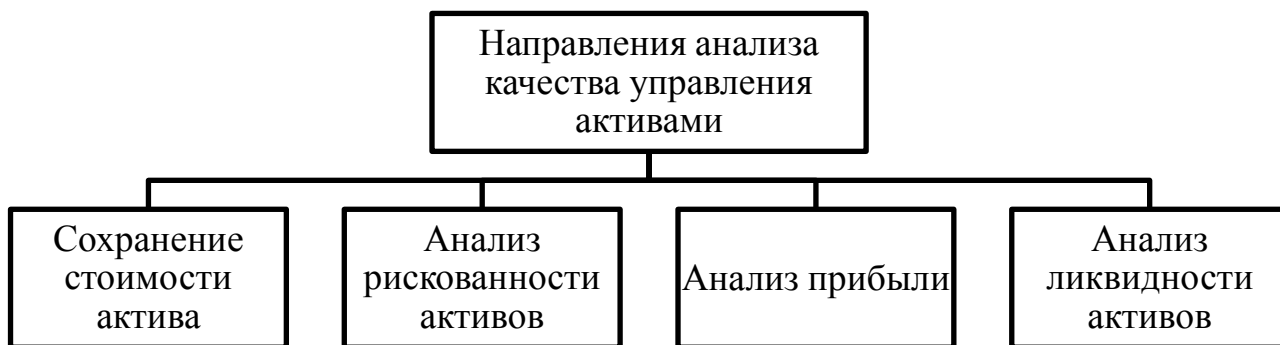 Направления анализа
качества управления
активами
Сохранение
стоимости
актива
Анализ
рискованности
активов
Анализ прибыли
Анализ
ликвидности
активов